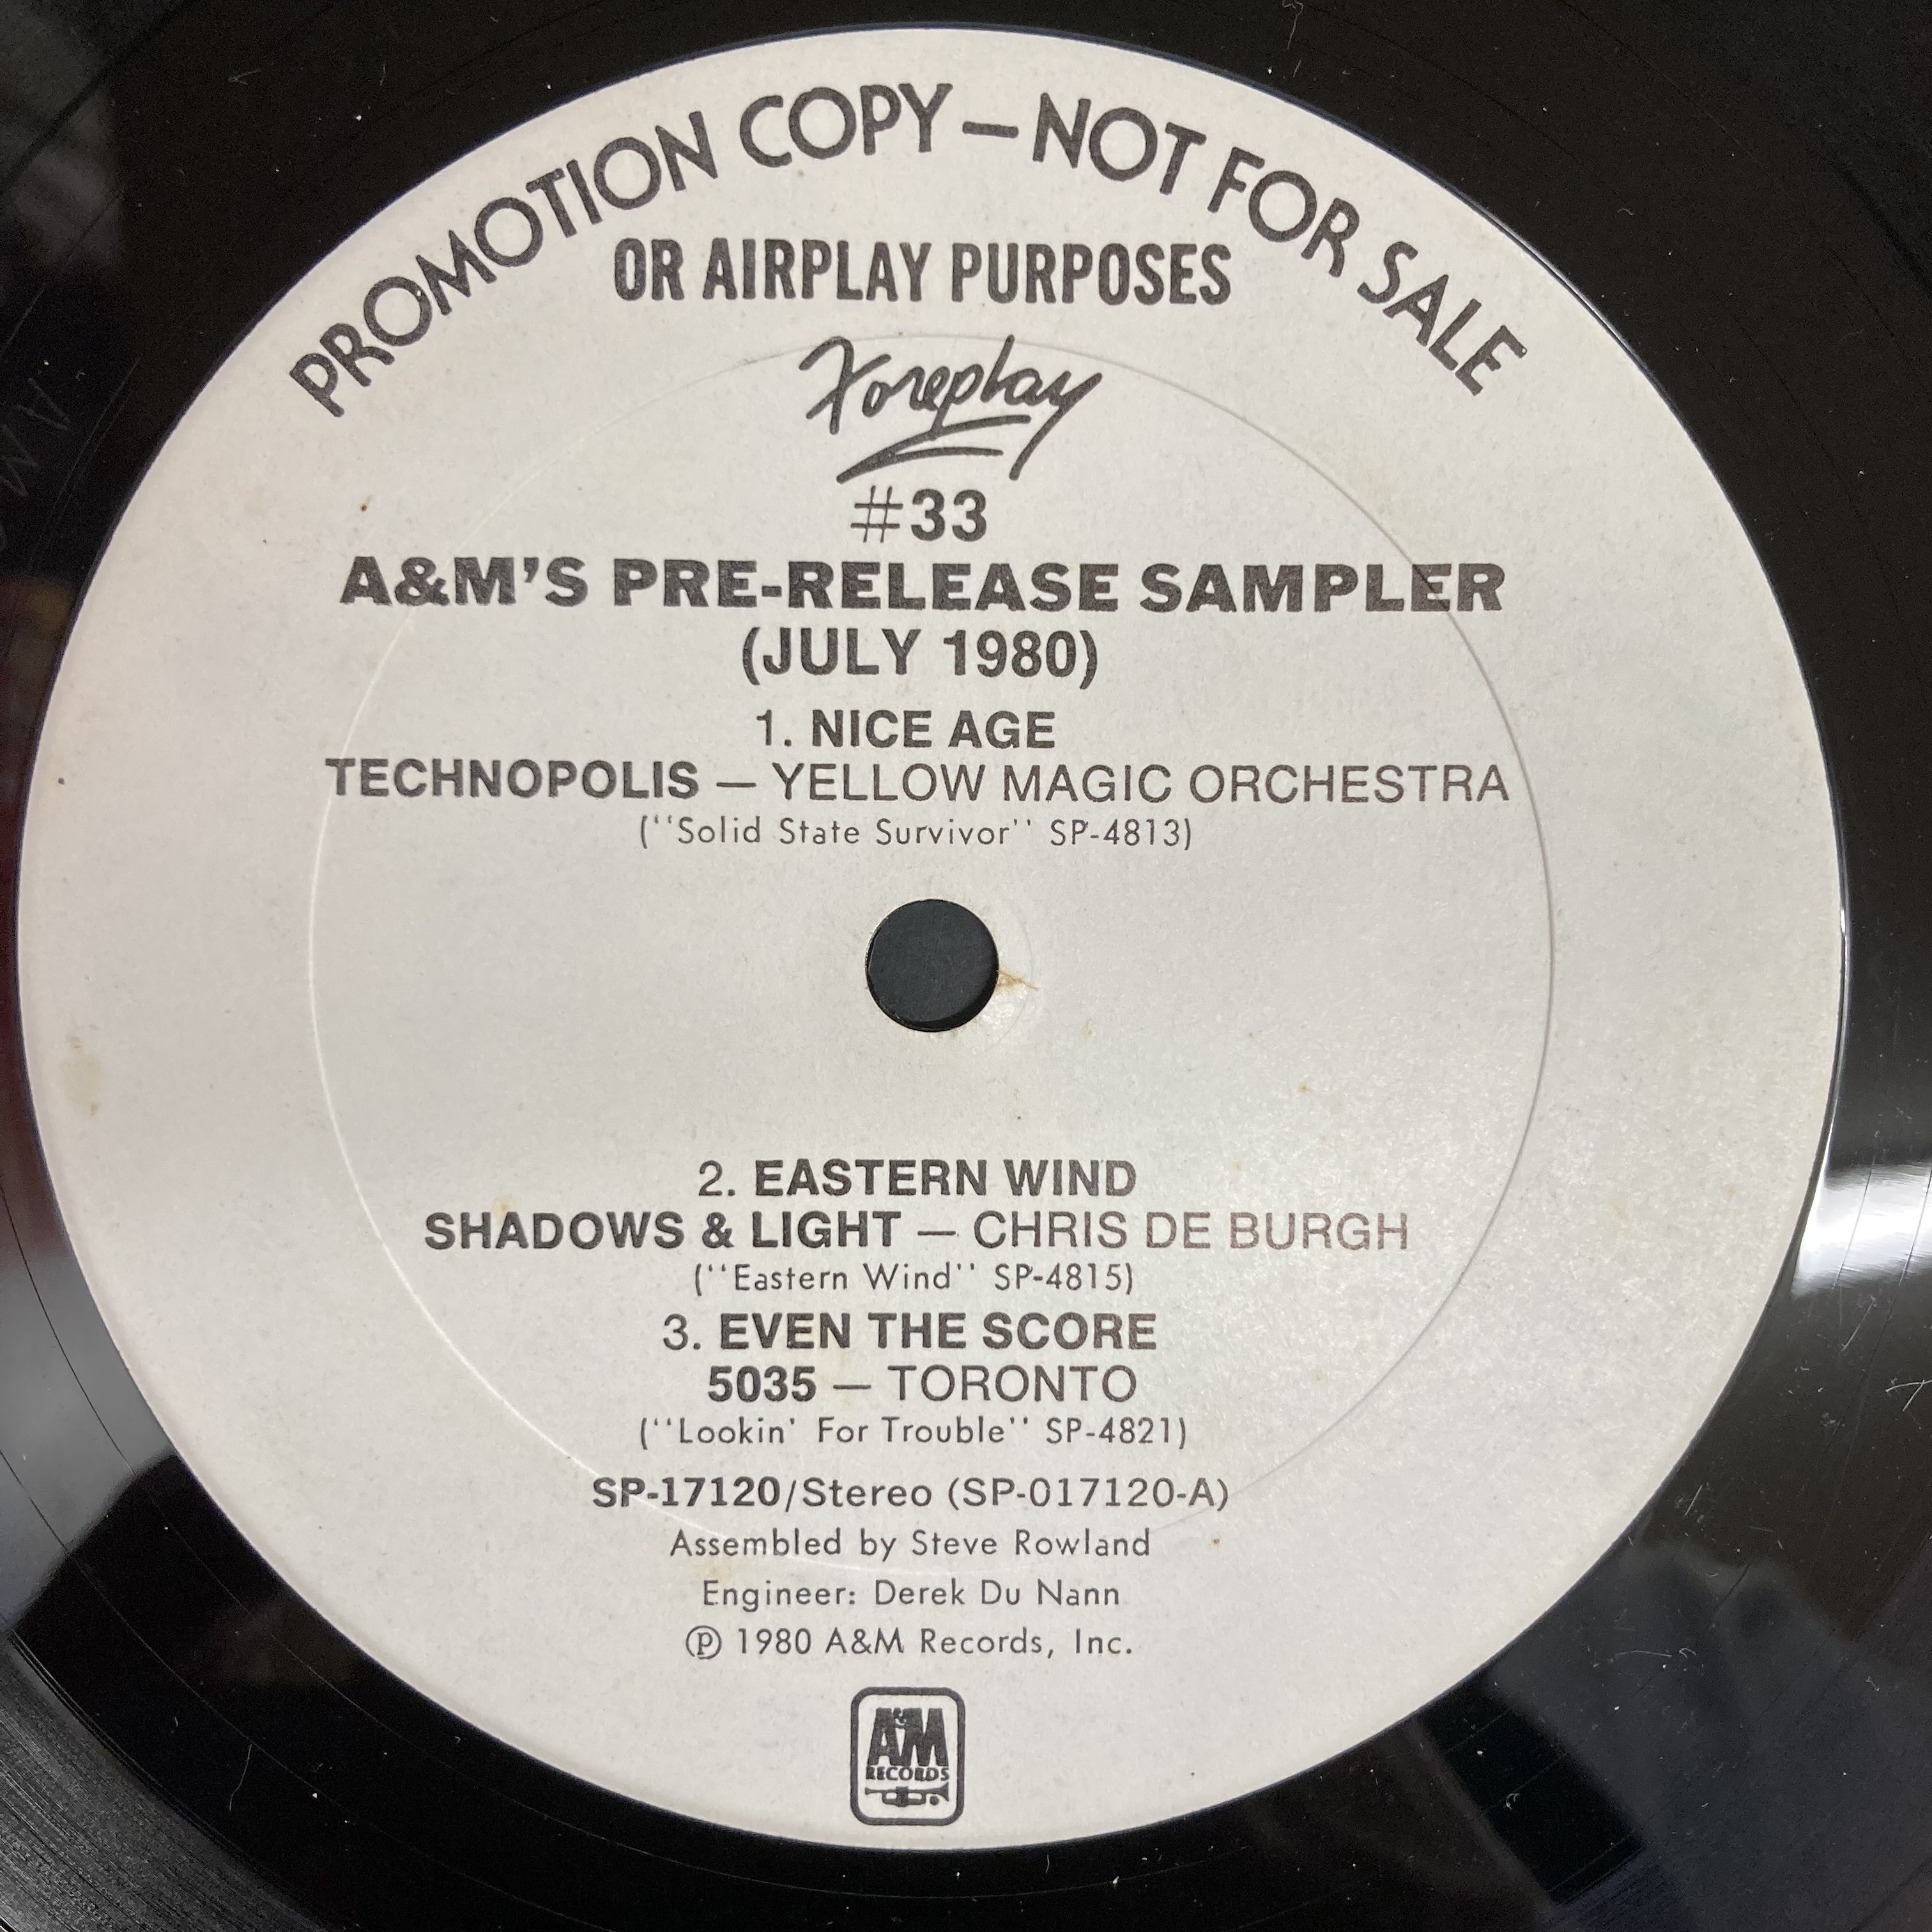 PROMOTION COPY — NOT FOR SALE
OR AIRPLAY PURPOSES
Foreplay
#33
A&M'S PRE-RELEASE SAMPLER
(JULY 1980)
1. NICE AGE
TECHNOPOLIS — YELLOW MAGIC ORCHESTRA
(''Solid State Survivor'' SP-4813)
2. EASTERN WIND
SHADOWS & LIGHT — CHRIS DE BURGH
(''Eastern Wind'' SP-4815)
3. EVEN THE SCORE
5035 — TORONTO
(''Lookin' For Trouble'' SP-4821)
SP-17120/Stereo (SP-017120-A)
Assembled by Steve Rowland
Engineer: Derek Du Nann
℗ 1980 A&M Records, Inc.
A&M
RECORDS